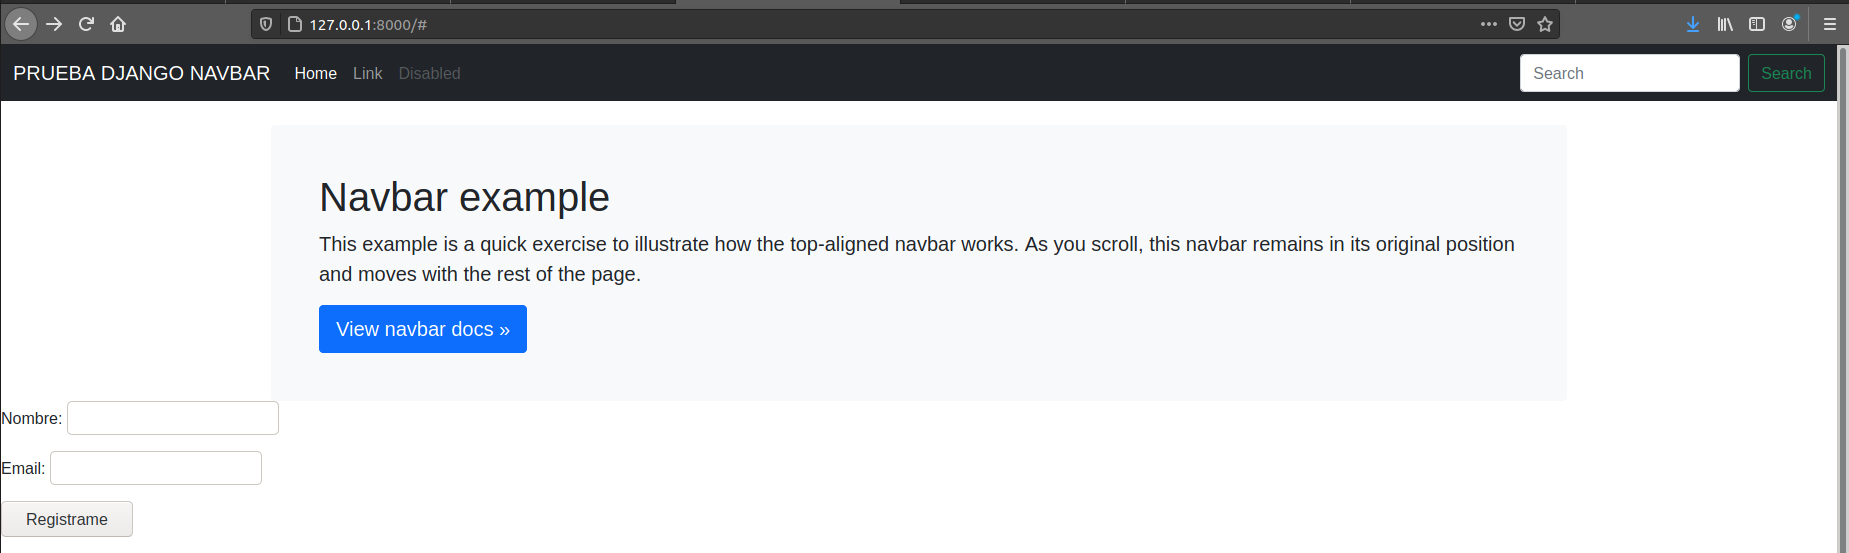 127.0.0.1:8000/#
PRUEBA DJANGO NAVBAR Home Link Disabled Search Search
Navbar example
This example is a quick exercise to illustrate how the top-aligned navbar works. As you scroll, this navbar remains in its original position
and moves with the rest of the page.
View navbar docs »
Nombre:
Email:
Registrame